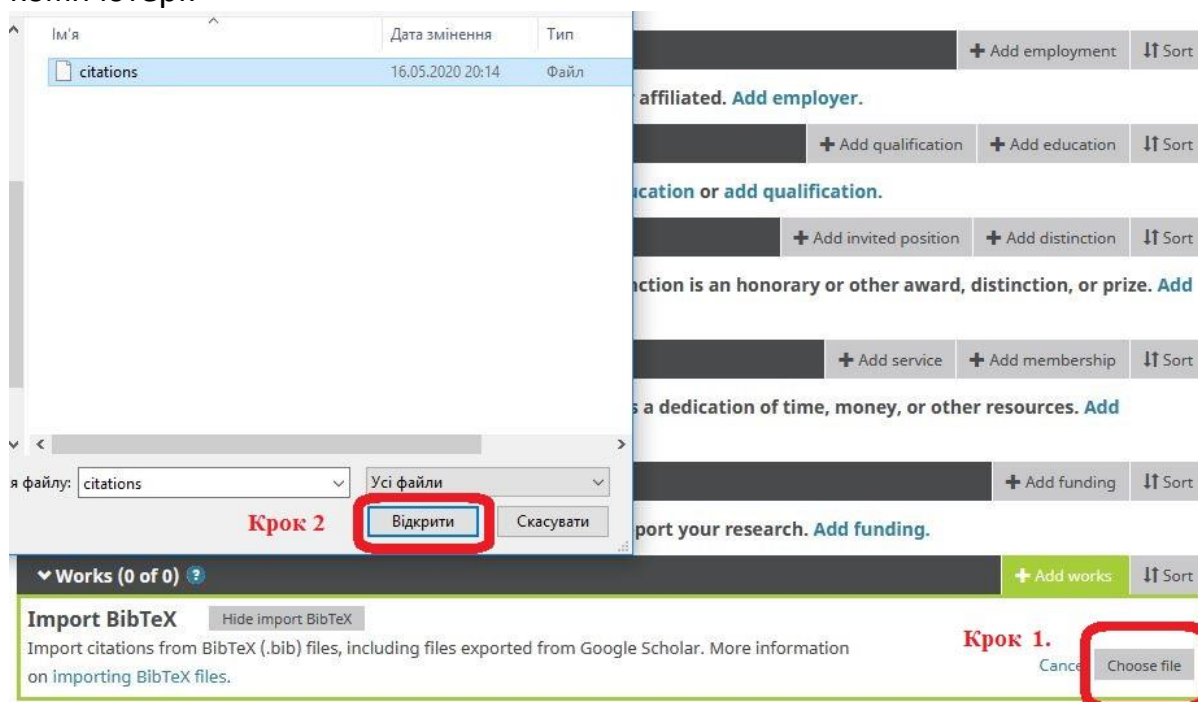 Ім'я Дата змінення Тип
citations 16.05.2020 20:14 Файл
я файлу: citations Усі файли
Крок 2 Відкрити Скасувати
Add employment Sort
affiliated. Add employer.
Add qualification Add education Sort
or add qualification.
Add invited position Add distinction Sort
is an honorary or other award, distinction, or prize. Add
Add service Add membership Sort
a dedication of time, money, or other resources. Add
Add funding Sort
your research. Add funding.
Works (0 of 0) ? Add works Sort
Import BibTeX Hide import BibTeX
Import citations from BibTeX (.bib) files, including files exported from Google Scholar. More information
on importing BibTeX files.
Крок 1.
Cancel Choose file